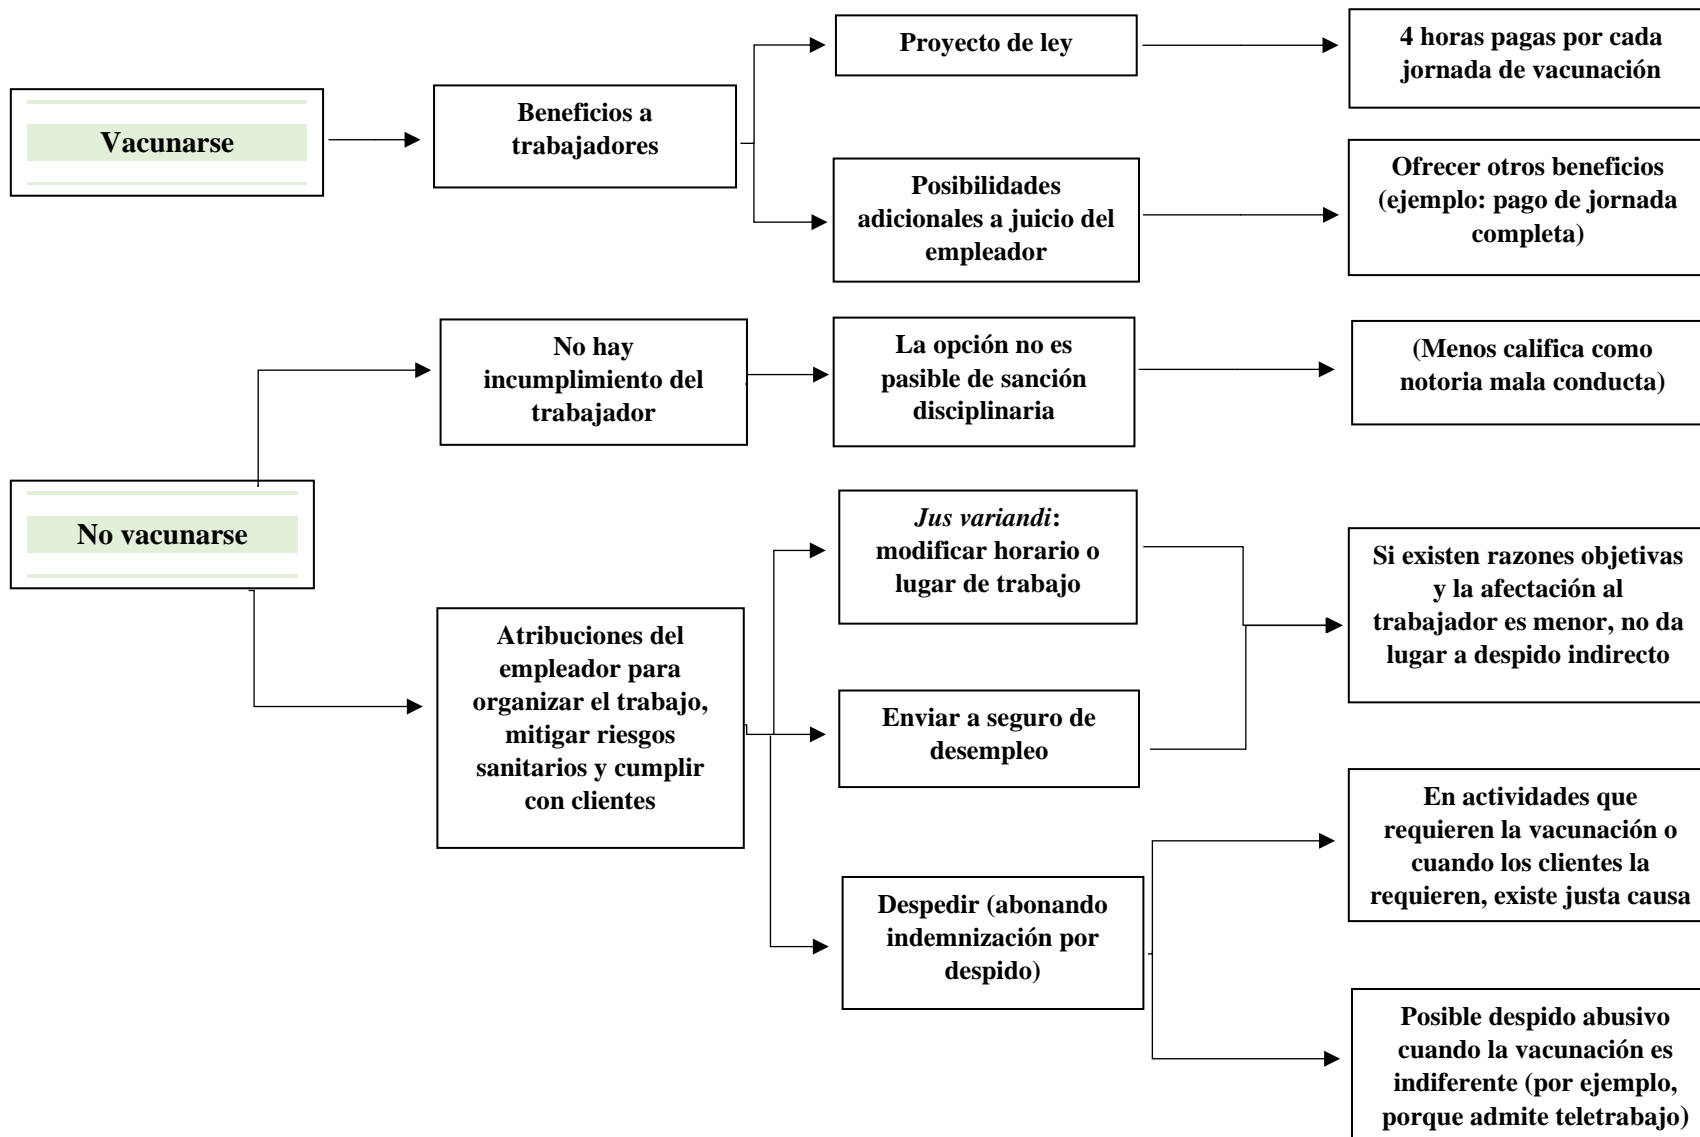 Vacunarse
Beneficios a
trabajadores
Proyecto de ley
4 horas pagas por cada
jornada de vacunación
Posibilidades
adicionales a juicio del
empleador
Ofrecer otros beneficios
(ejemplo: pago de jornada
completa)
No vacunarse
No hay
incumplimiento del
trabajador
La opción no es
pasible de sanción
disciplinaria
(Menos califica como
notoria mala conducta)
Atribuciones del
empleador para
organizar el trabajo,
mitigar riesgos
sanitarios y cumplir
con clientes
Jus variandi:
modificar horario o
lugar de trabajo
Enviar a seguro de
desempleo
Si existen razones objetivas
y la afectación al
trabajador es menor, no da
lugar a despido indirecto
Despedir (abonando
indemnización por
despido)
En actividades que
requieren la vacunación o
cuando los clientes la
requieren, existe justa causa
Posible despido abusivo
cuando la vacunación es
indiferente (por ejemplo,
porque admite teletrabajo)